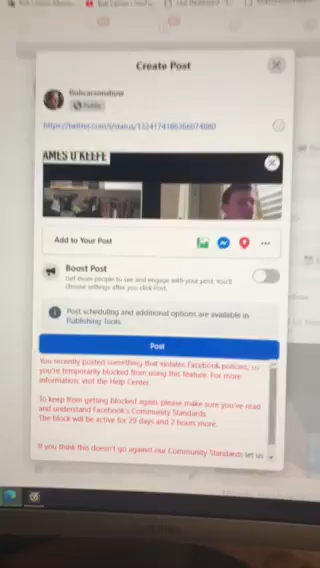 Create Post
Robcarsonshow
Public
AMES O'KEEFE
Add to Your Post
Boost Post
Get more people to see and engage with your post. You'll
choose settings after you click Post.
Post scheduling and additional options are available in
Publishing Tools.
Post
You recently posted something that violates Facebook policies, so
you're temporarily blocked from using this feature. For more
information, visit the Help Center.
To keep from getting blocked again, please make sure you've read
and understand Facebook's Community Standards.
The block will be active for 29 days and 2 hours more.
If you think this doesn't go against our Community Standards let us